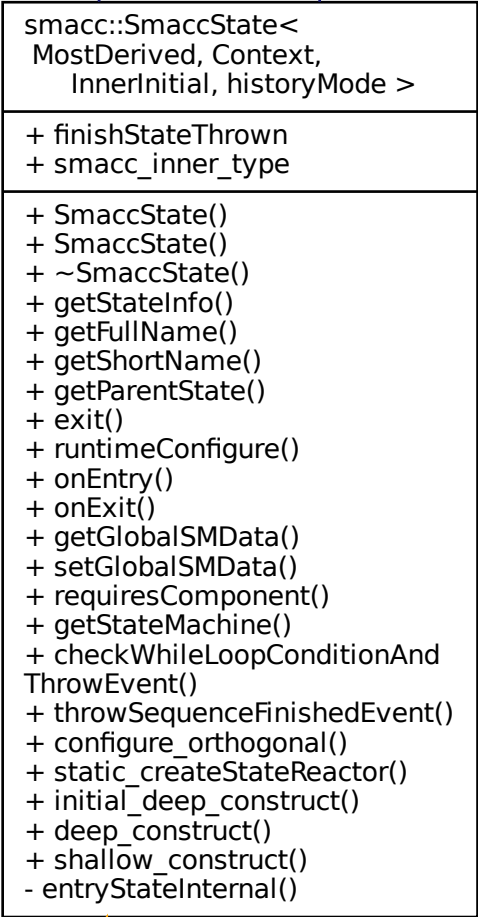 smacc::SmaccState<
MostDerived, Context,
InnerInitial, historyMode >
+ finishStateThrown
+ smacc_inner_type
+ SmaccState()
+ SmaccState()
+ ~SmaccState()
+ getStateInfo()
+ getFullName()
+ getShortName()
+ getParentState()
+ exit()
+ runtimeConfigure()
+ onEntry()
+ onExit()
+ getGlobalSMData()
+ setGlobalSMData()
+ requiresComponent()
+ getStateMachine()
+ checkWhileLoopConditionAnd
ThrowEvent()
+ throwSequenceFinishedEvent()
+ configure_orthogonal()
+ static_createStateReactor()
+ initial_deep_construct()
+ deep_construct()
+ shallow_construct()
- entryStateInternal()